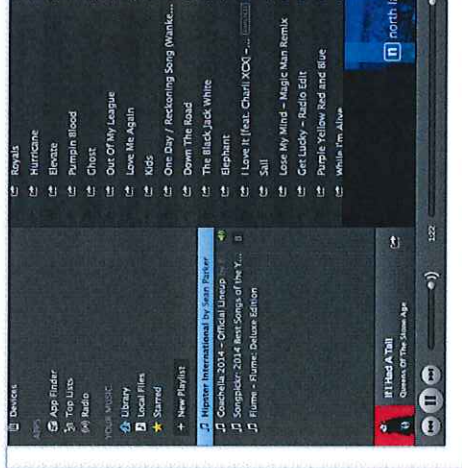 Devices
APPS
App Finder
Top Lists
Radio
YOUR MUSIC
Library
Local Files
Starred
+ New Playlist
Hipster International by Sean Parker
Coachella 2014 – Official Lineup by
Songpickr: 2014 Best Songs of the Y...
Flume – Flume: Deluxe Edition
If I Had A Tail
Queens Of The Stone Age
1:22
Royals
Hurricane
Elevate
Pumpin Blood
Ghost
Out Of My League
Love Me Again
Kids
One Day / Reckoning Song (Wanke...
Down The Road
The Black Jack White
Elephant
I Love It (feat. Charli XCX) – ... EXPLICIT
Sail
Lose My Mind – Magic Man Remix
Get Lucky – Radio Edit
Purple Yellow Red and Blue
While I'm Alive
n north